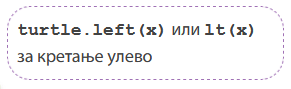 turtle.left(x) или lt(x)
за кретање улево